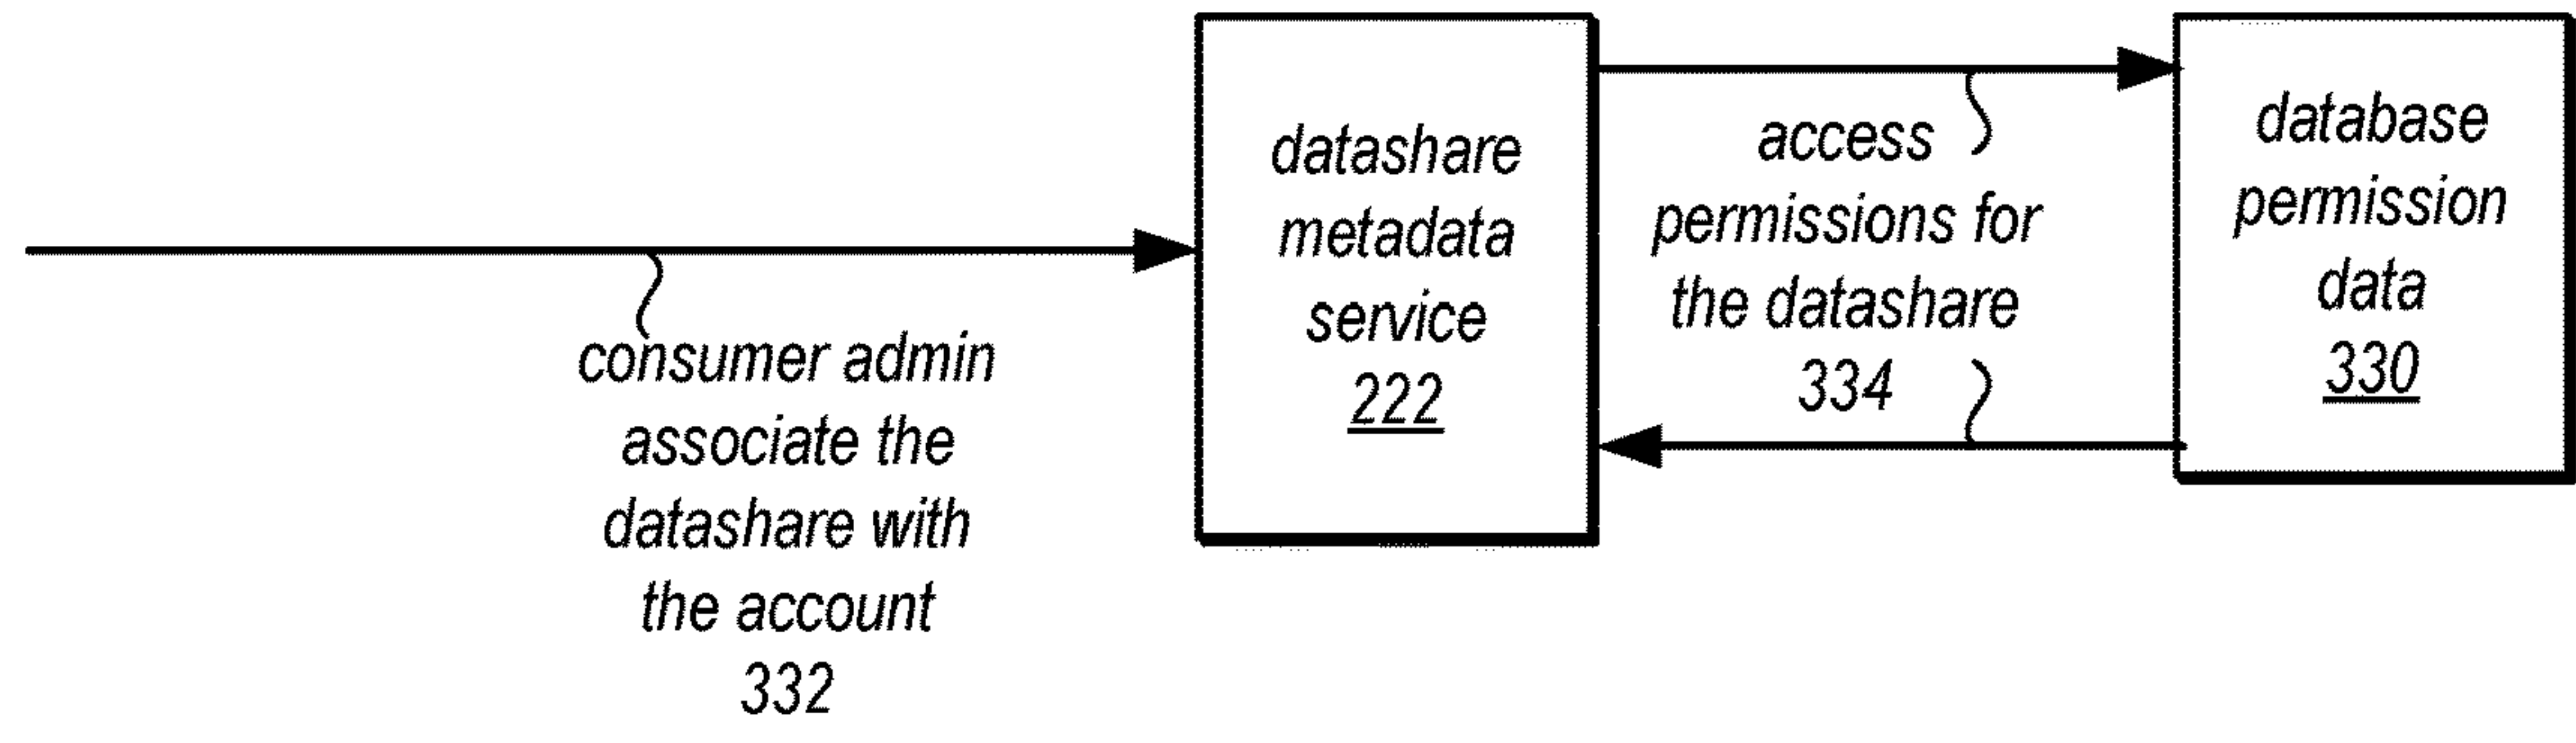 consumer admin
associate the
datashare with
the account
332
datashare
metadata
service
222
access
permissions for
the datashare
334
database
permission
data
330